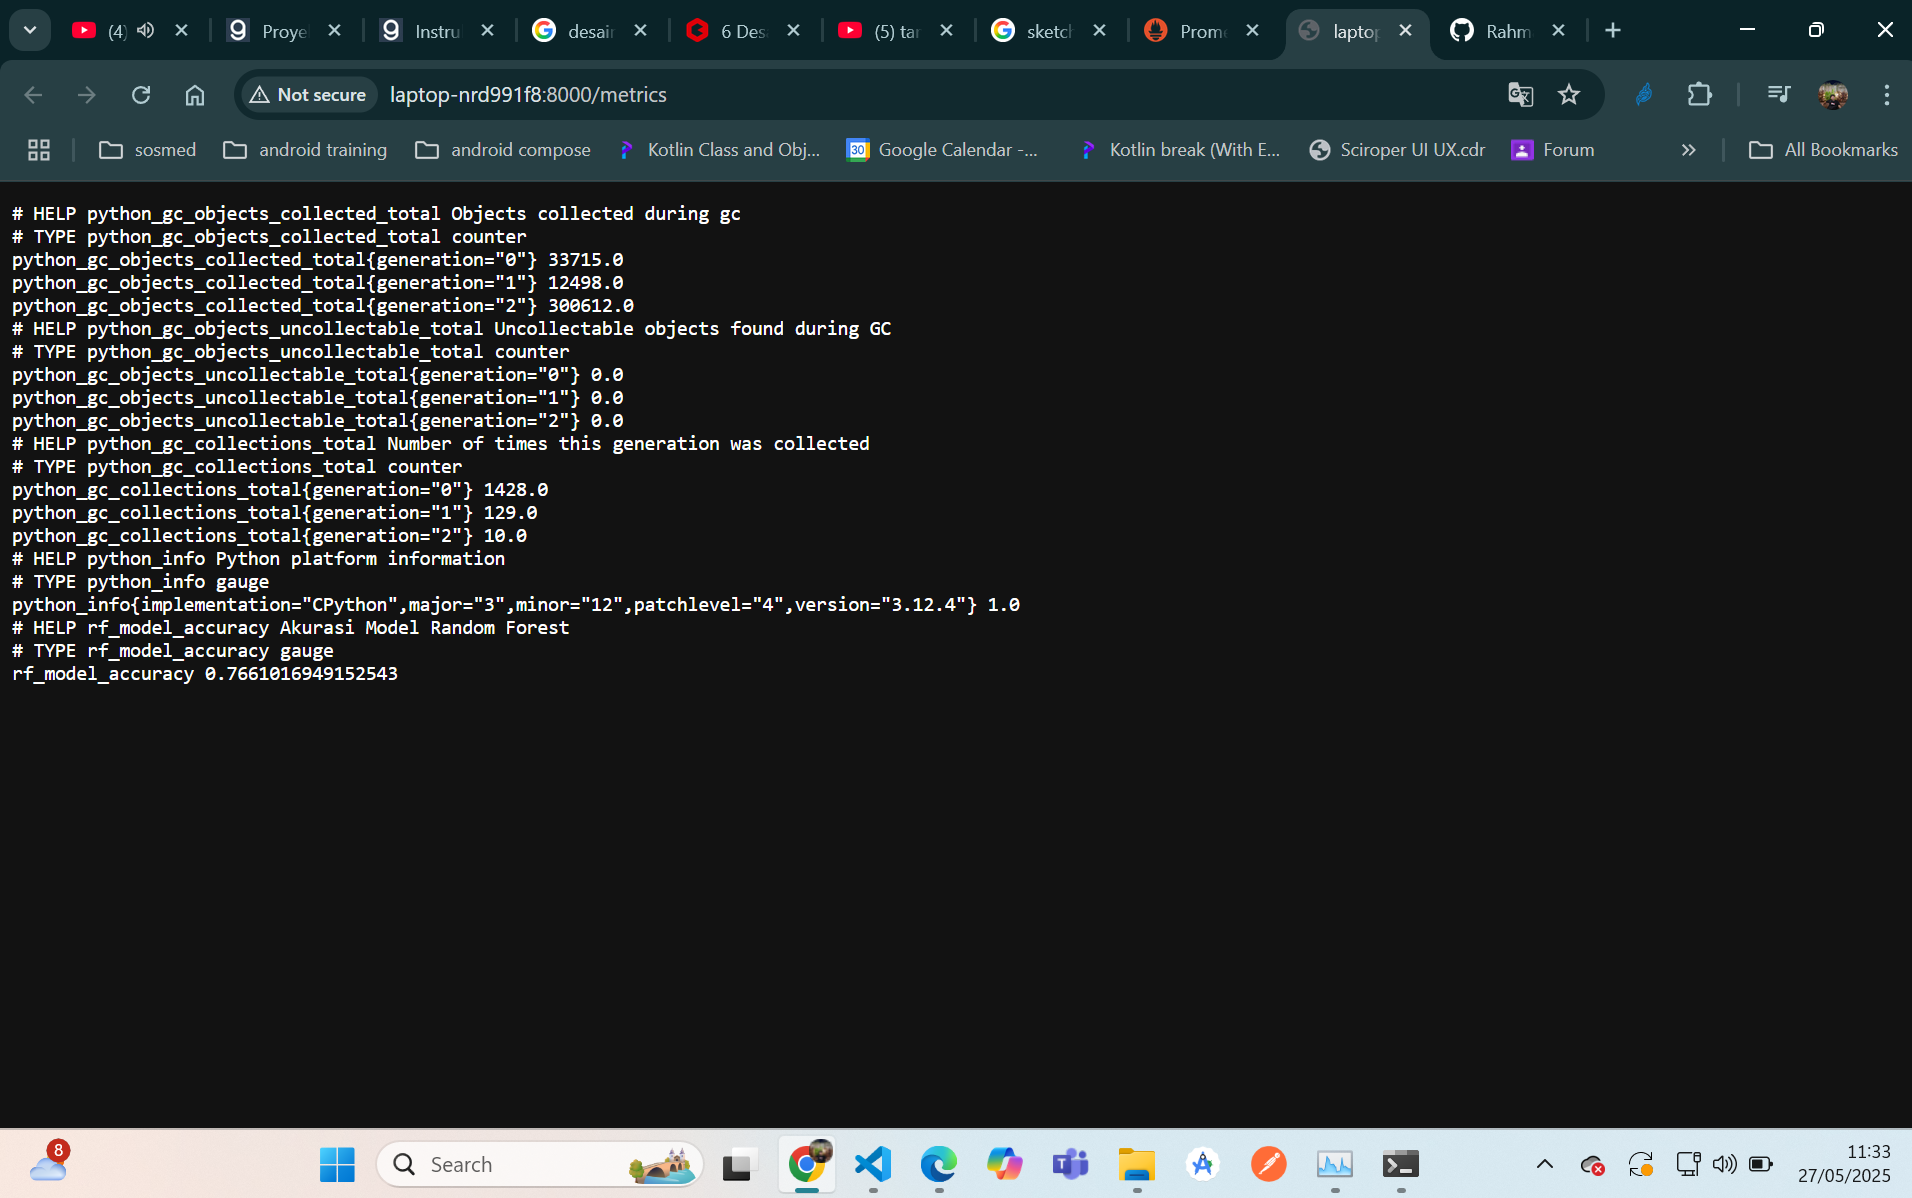 (4)
Proye
Instru
desain
6 Des
(5) tar
sketch
Prome
laptop
Rahm
Not secure
laptop-nrd991f8:8000/metrics
sosmed
android training
android compose
Kotlin Class and Obj...
30
Google Calendar -...
Kotlin break (With E...
Sciroper UI UX.cdr
Forum
All Bookmarks
# HELP python_gc_objects_collected_total Objects collected during gc
# TYPE python_gc_objects_collected_total counter
python_gc_objects_collected_total{generation="0"} 33715.0
python_gc_objects_collected_total{generation="1"} 12498.0
python_gc_objects_collected_total{generation="2"} 300612.0
# HELP python_gc_objects_uncollectable_total Uncollectable objects found during GC
# TYPE python_gc_objects_uncollectable_total counter
python_gc_objects_uncollectable_total{generation="0"} 0.0
python_gc_objects_uncollectable_total{generation="1"} 0.0
python_gc_objects_uncollectable_total{generation="2"} 0.0
# HELP python_gc_collections_total Number of times this generation was collected
# TYPE python_gc_collections_total counter
python_gc_collections_total{generation="0"} 1428.0
python_gc_collections_total{generation="1"} 129.0
python_gc_collections_total{generation="2"} 10.0
# HELP python_info Python platform information
# TYPE python_info gauge
python_info{implementation="CPython",major="3",minor="12",patchlevel="4",version="3.12.4"} 1.0
# HELP rf_model_accuracy Akurasi Model Random Forest
# TYPE rf_model_accuracy gauge
rf_model_accuracy 0.7661016949152543
8
Search
11:33
27/05/2025